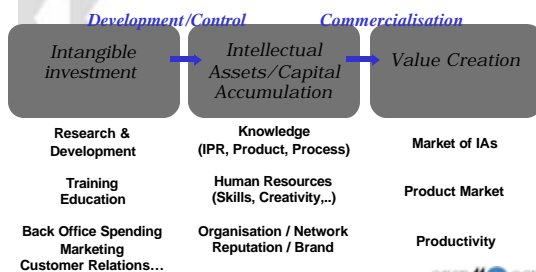 Development/Control Commercialisation
Intangible
investment
Intellectual
Assets/Capital
Accumulation
Value Creation
Research &
Development
Knowledge
(IPR, Product, Process)
Market of IAs
Training
Education
Human Resources
(Skills, Creativity,..)
Product Market
Back Office Spending
Marketing
Customer Relations…
Organisation / Network
Reputation / Brand
Productivity